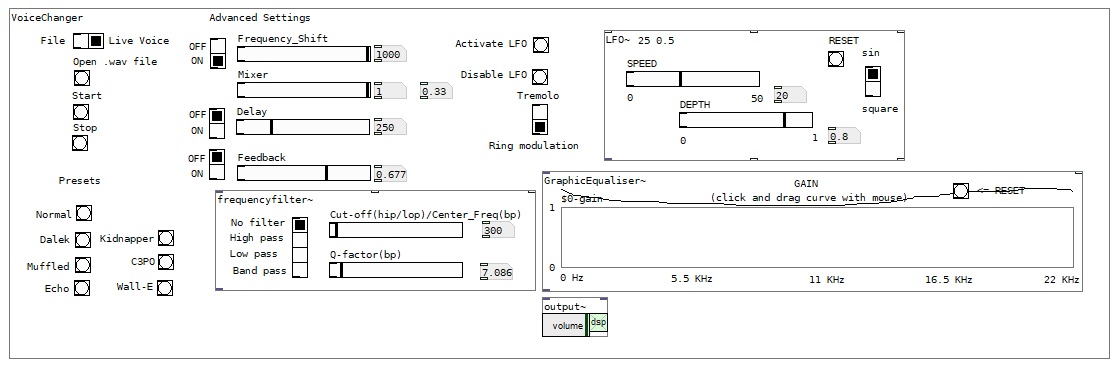 VoiceChanger
File Live Voice
Open .wav file
Start
Stop
Presets
Normal
Dalek Kidnapper
Muffled C3PO
Echo Wall-E
Advanced Settings
OFF
ON
Frequency_Shift
1000
Mixer
1 0.33
OFF
ON
Delay
250
OFF
ON
Feedback
0.677
Activate LFO
Disable LFO
Tremolo
Ring modulation
LFO~ 25 0.5
RESET
SPEED
0 50 20
DEPTH
0 1 0.8
sin
square
frequencyfilter~
No filter
High pass
Low pass
Band pass
Cut-off(hip/lop)/Center_Freq(bp)
300
Q-factor(bp)
7.086
GraphicEqualiser~
GAIN
(click and drag curve with mouse)
<= RESET
$0-gain
1
0
0 Hz 5.5 KHz 11 KHz 16.5 KHz 22 KHz
output~
volume dsp